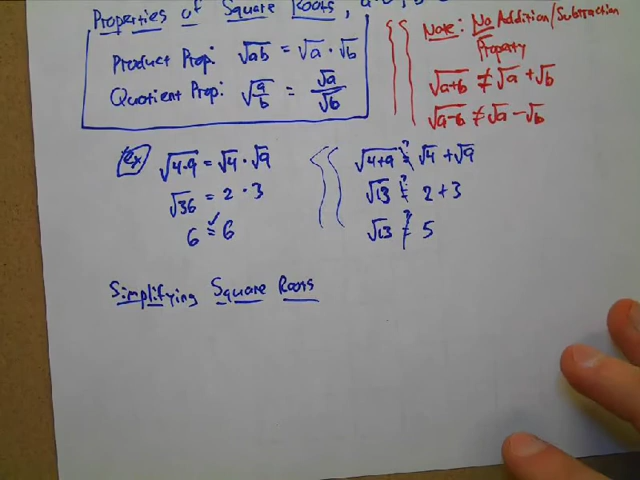 Properties of Square Roots,
Product Prop: √ab = √a · √b
Quotient Prop: √(a/b) = √a/√b
Note: No Addition/Subtraction
Property
√a+b ≠ √a + √b
√a-b ≠ √a - √b
ex
√4·9 = √4 · √9
√36 = 2 · 3
6 ≟ 6 ✓
√4+9 ≟ √4 + √9
√13 ≟ 2 + 3
√13 ≠ 5
Simplifying Square Roots